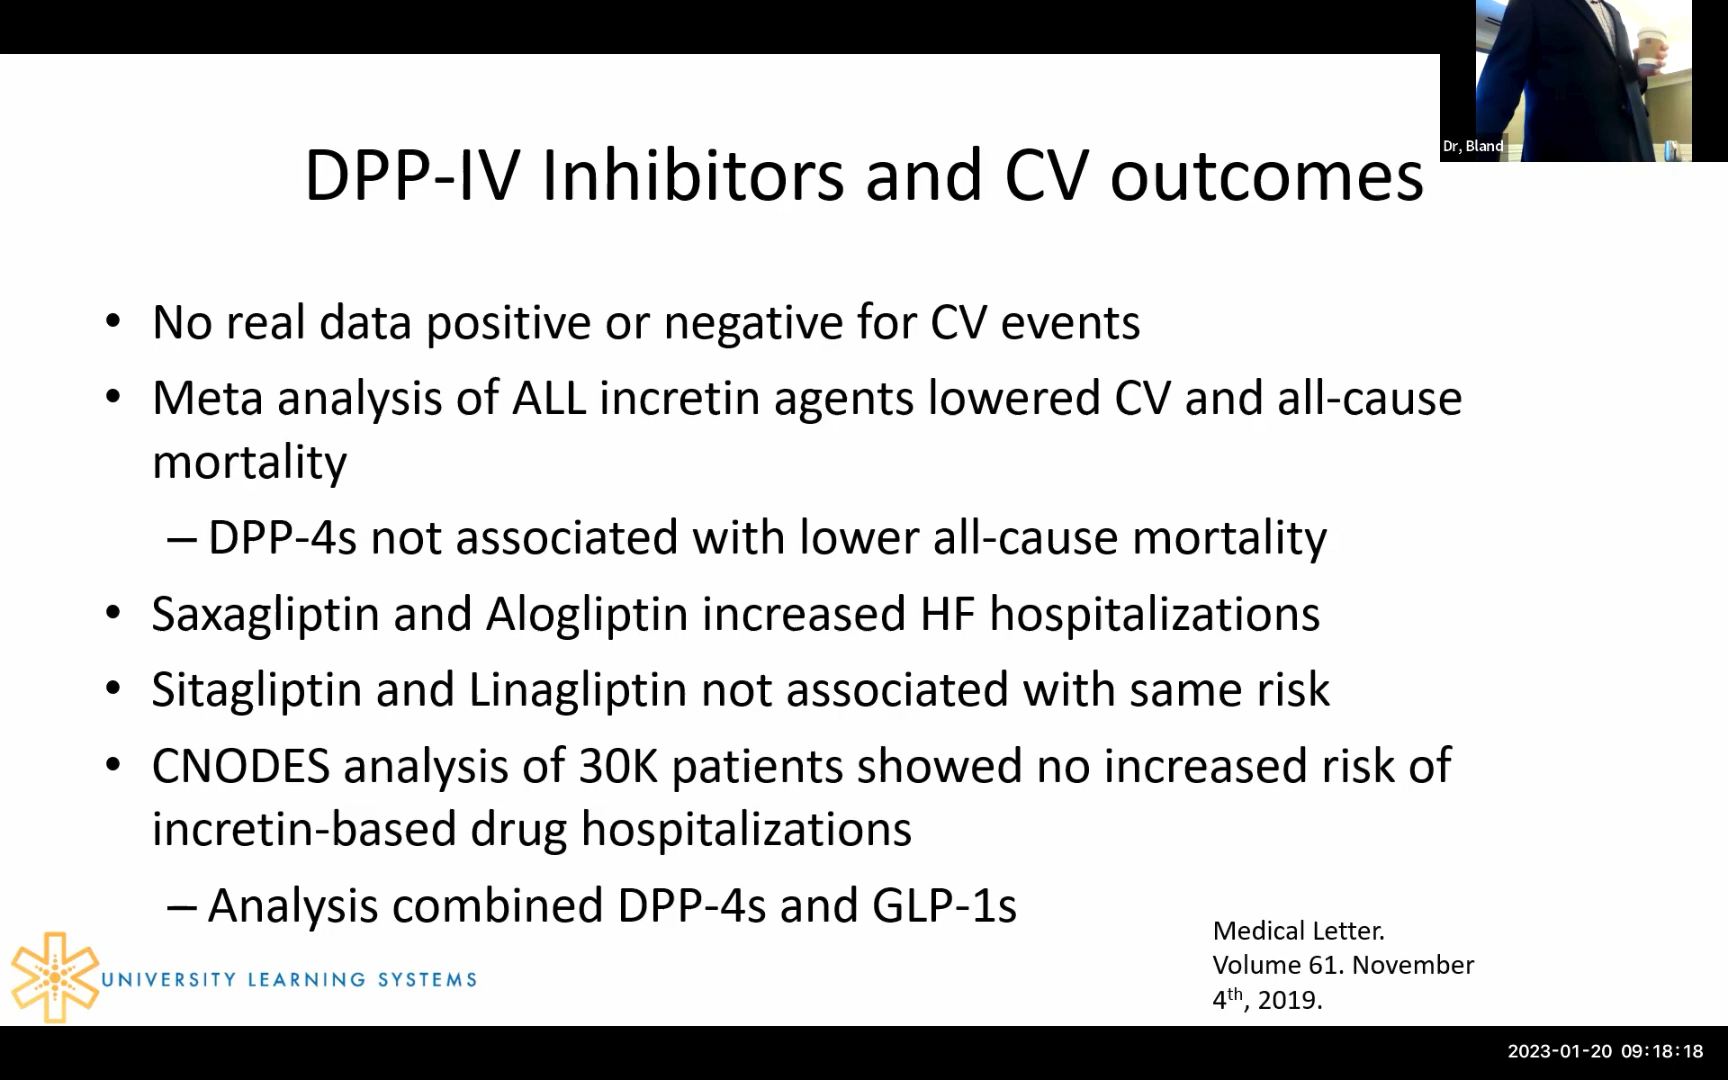 Dr, Bland
DPP-IV Inhibitors and CV outcomes
• No real data positive or negative for CV events
• Meta analysis of ALL incretin agents lowered CV and all-cause
mortality
– DPP-4s not associated with lower all-cause mortality
• Saxagliptin and Alogliptin increased HF hospitalizations
• Sitagliptin and Linagliptin not associated with same risk
• CNODES analysis of 30K patients showed no increased risk of
incretin-based drug hospitalizations
– Analysis combined DPP-4s and GLP-1s
Medical Letter.
Volume 61. November
4th, 2019.
UNIVERSITY LEARNING SYSTEMS
2023-01-20 09:18:18